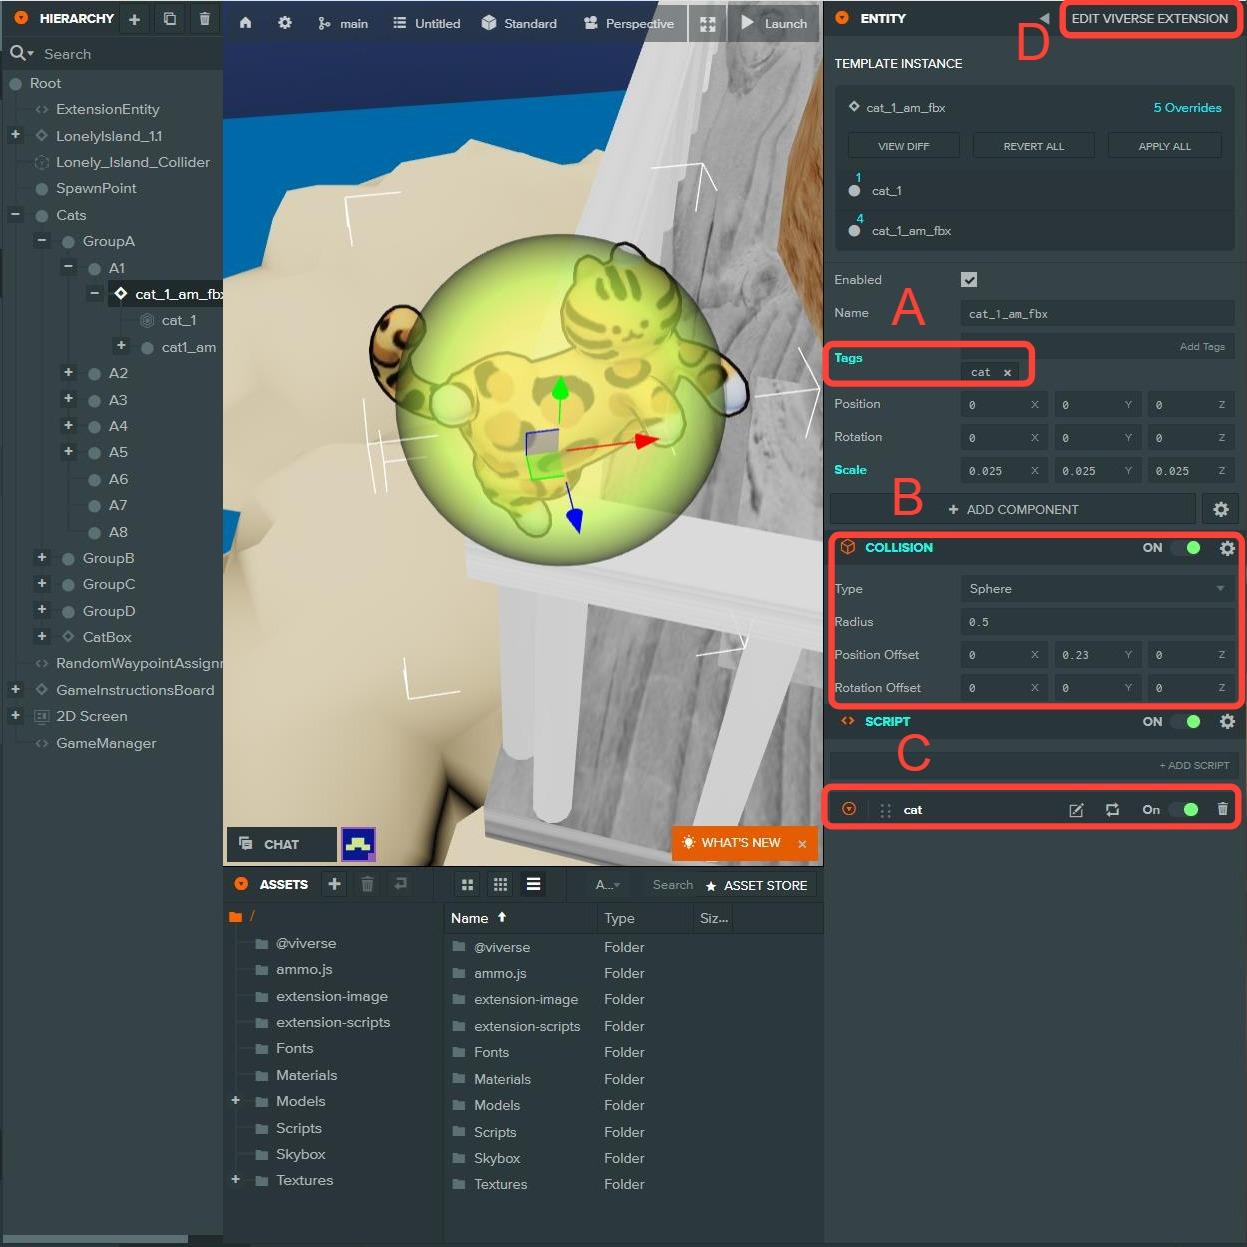 HIERARCHY
Search
Root
ExtensionEntity
LonelyIsland_1.1
Lonely_Island_Collider
SpawnPoint
Cats
GroupA
A1
cat_1_am_fbx
cat_1
cat1_am
A2
A3
A4
A5
A6
A7
A8
GroupB
GroupC
GroupD
CatBox
RandomWaypointAssignr
GameInstructionsBoard
2D Screen
GameManager
main
Untitled
Standard
Perspective
Launch
CHAT
WHAT'S NEW ×
ASSETS
A...
Search
ASSET STORE
/
@viverse
ammo.js
extension-image
extension-scripts
Fonts
Materials
Models
Scripts
Skybox
Textures
Name Type Siz...
@viverse Folder
ammo.js Folder
extension-image Folder
extension-scripts Folder
Fonts Folder
Materials Folder
Models Folder
Scripts Folder
Skybox Folder
Textures Folder
ENTITY
EDIT VIVERSE EXTENSION
D
TEMPLATE INSTANCE
cat_1_am_fbx 5 Overrides
VIEW DIFF REVERT ALL APPLY ALL
1
cat_1
4
cat_1_am_fbx
Enabled
A
Name cat_1_am_fbx
Add Tags
Tags
cat ×
Position 0 X 0 Y 0 Z
Rotation 0 X 0 Y 0 Z
Scale 0.025 X 0.025 Y 0.025 Z
B
+ ADD COMPONENT
COLLISION ON
Type Sphere
Radius 0.5
Position Offset 0 X 0.23 Y 0 Z
Rotation Offset 0 X 0 Y 0 Z
SCRIPT ON
C
+ ADD SCRIPT
cat On